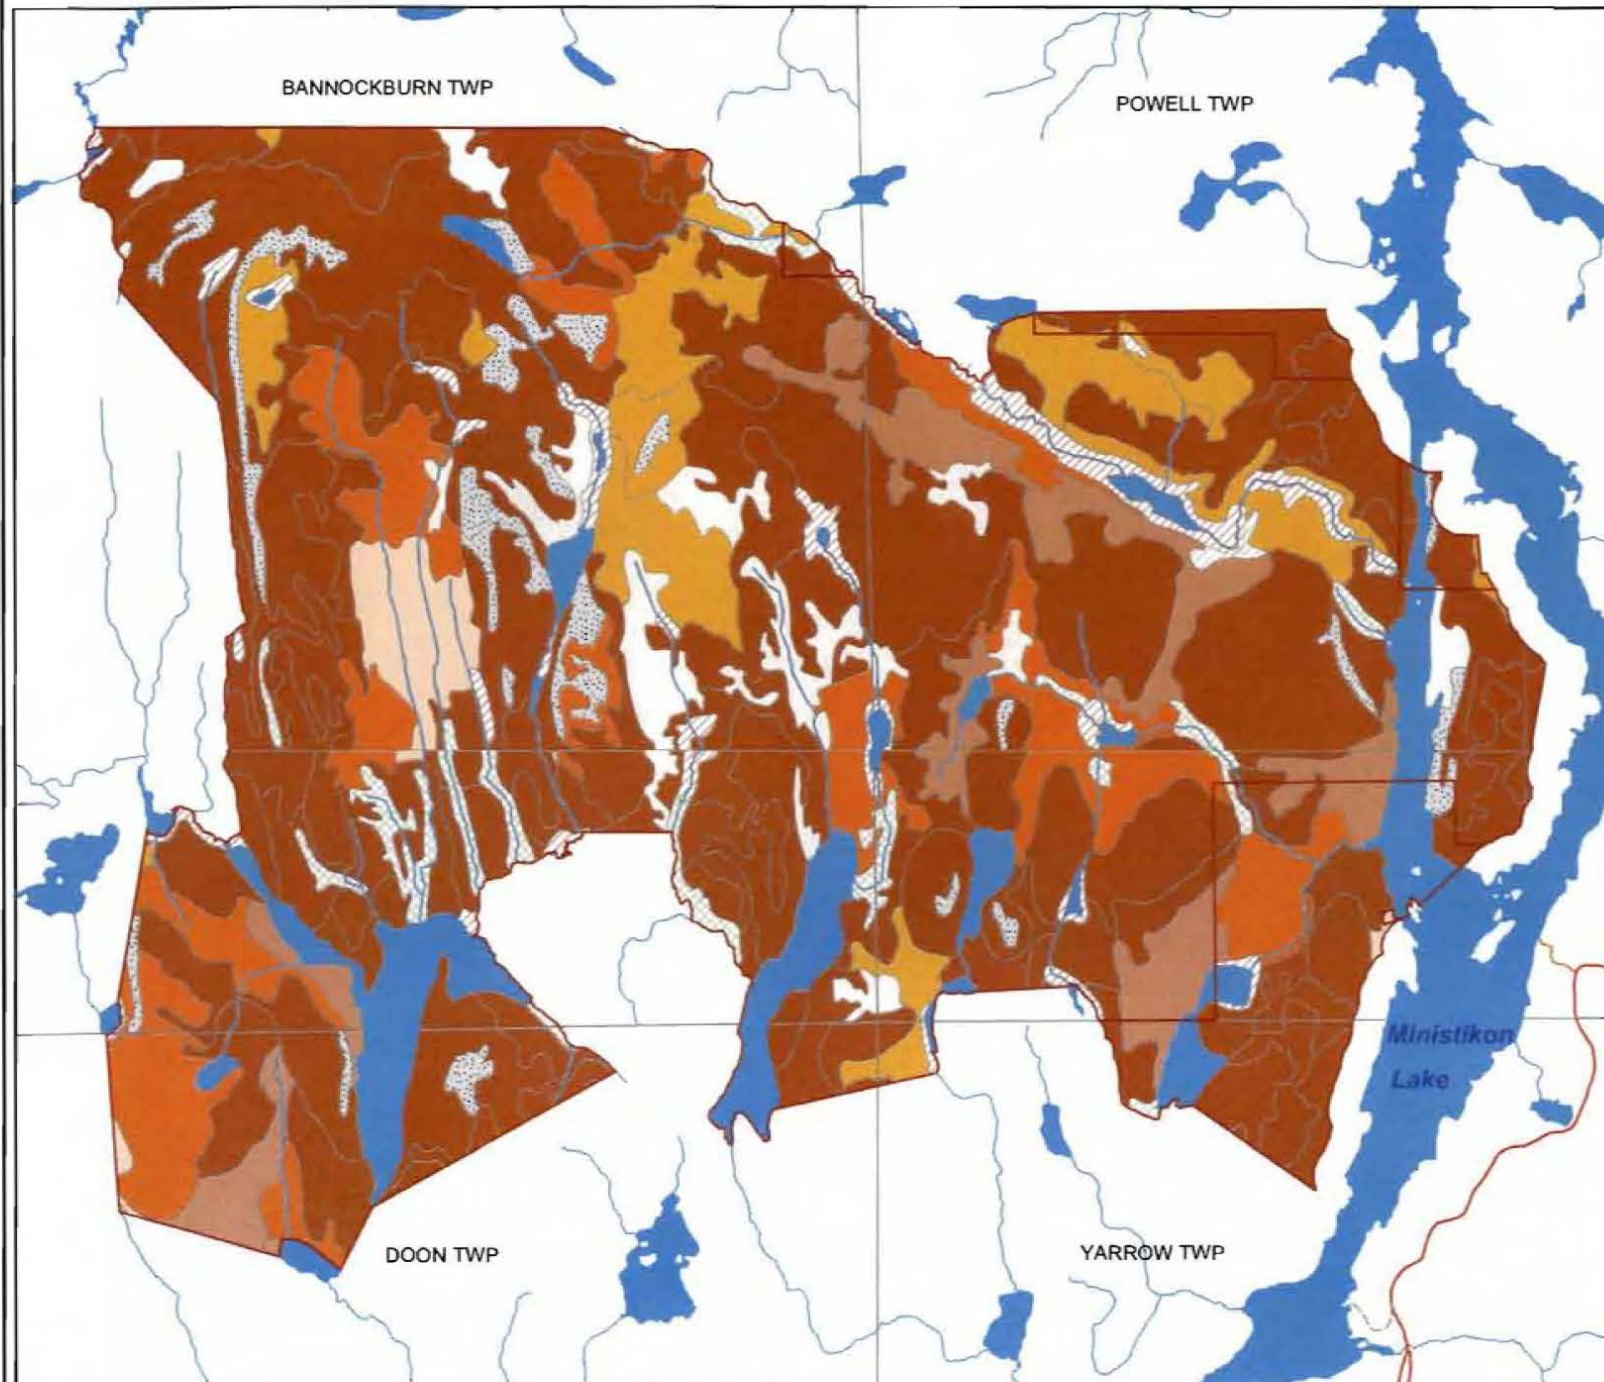 BANNOCKBURN TWP
POWELL TWP
Ministikon
Lake
DOON TWP
YARROW TWP